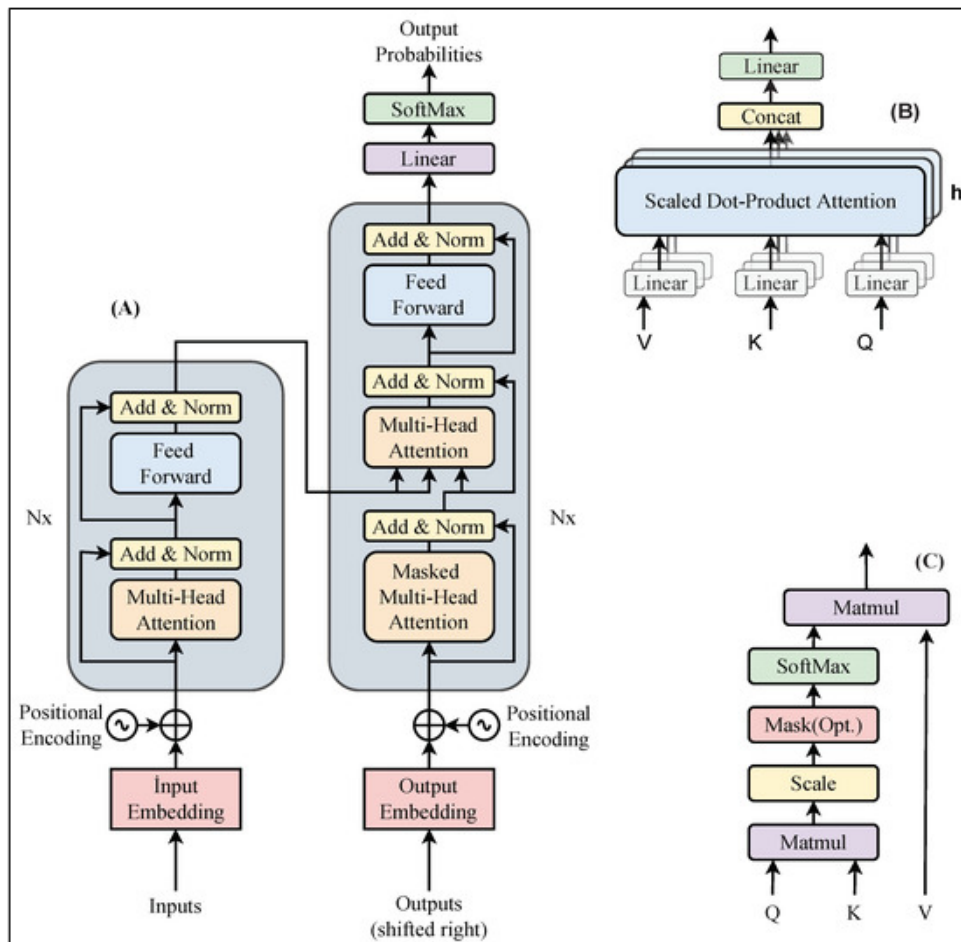 Output
Probabilities
SoftMax
Linear
Add & Norm
Feed
Forward
Add & Norm
Multi-Head
Attention
Add & Norm
Masked
Multi-Head
Attention
Nx
Positional
Encoding
Output
Embedding
Outputs
(shifted right)
(A)
Add & Norm
Feed
Forward
Nx
Add & Norm
Multi-Head
Attention
Positional
Encoding
İnput
Embedding
Inputs
(B)
Linear
Concat
Scaled Dot-Product Attention
h
Linear Linear Linear
V K Q
(C)
Matmul
SoftMax
Mask(Opt.)
Scale
Matmul
Q K V